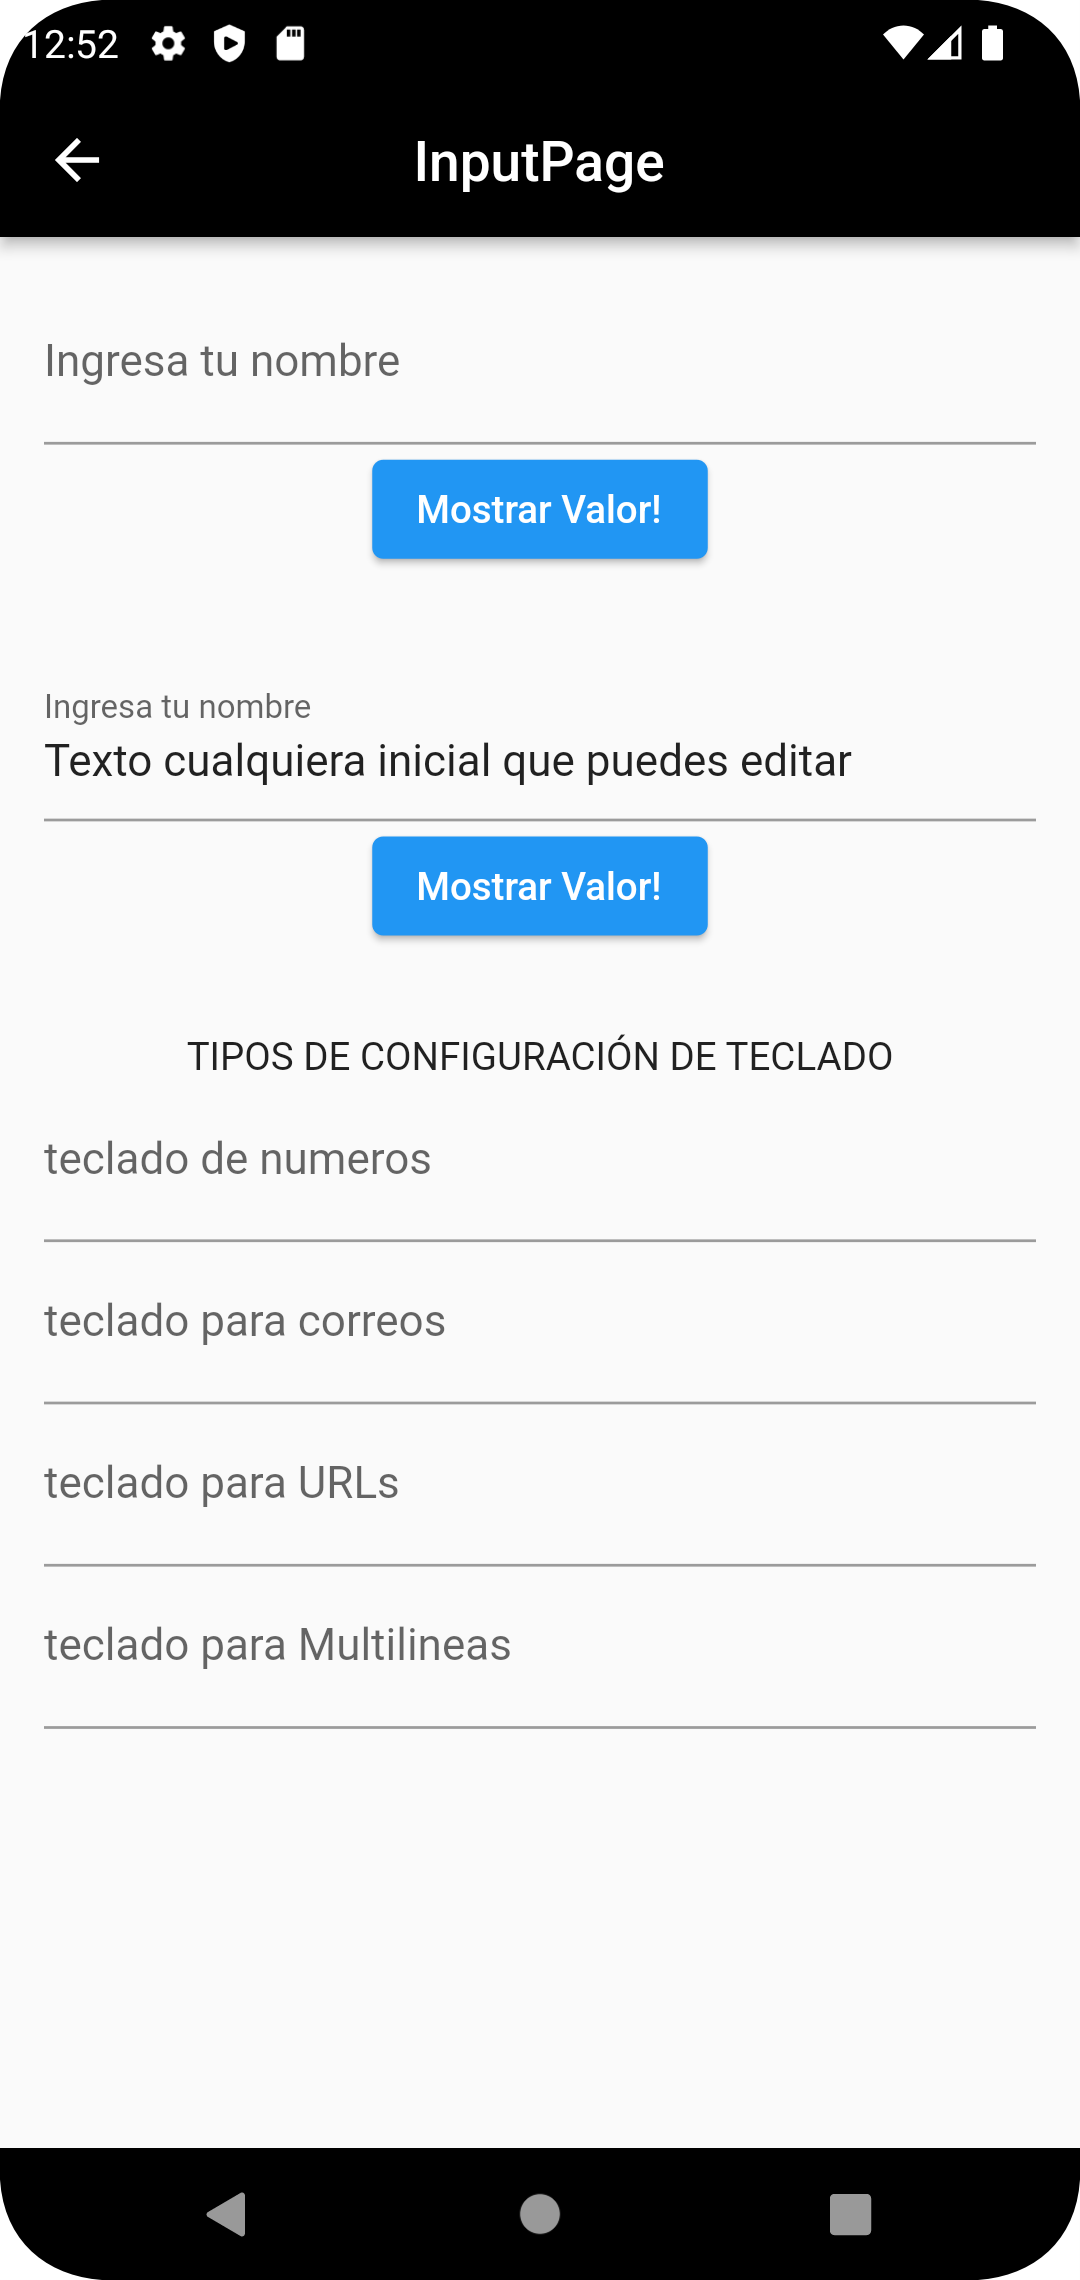 12:52
InputPage
Ingresa tu nombre
Mostrar Valor!
Ingresa tu nombre
Texto cualquiera inicial que puedes editar
Mostrar Valor!
TIPOS DE CONFIGURACIÓN DE TECLADO
teclado de numeros
teclado para correos
teclado para URLs
teclado para Multilineas